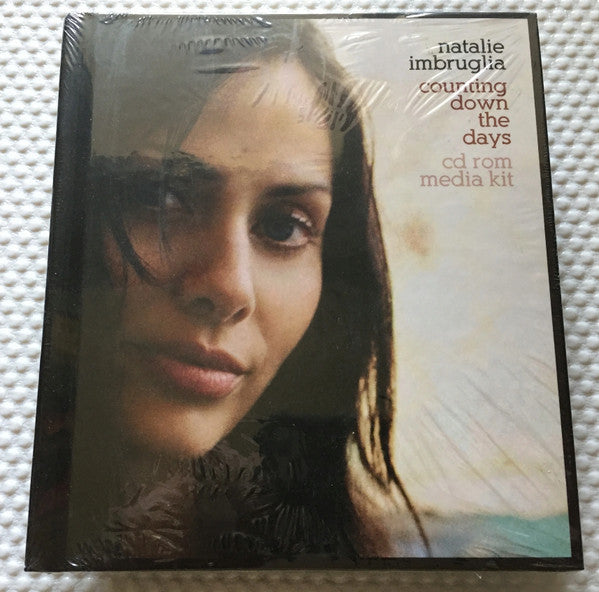 natalie
imbruglia
counting
down
the
days
cd rom
media kit